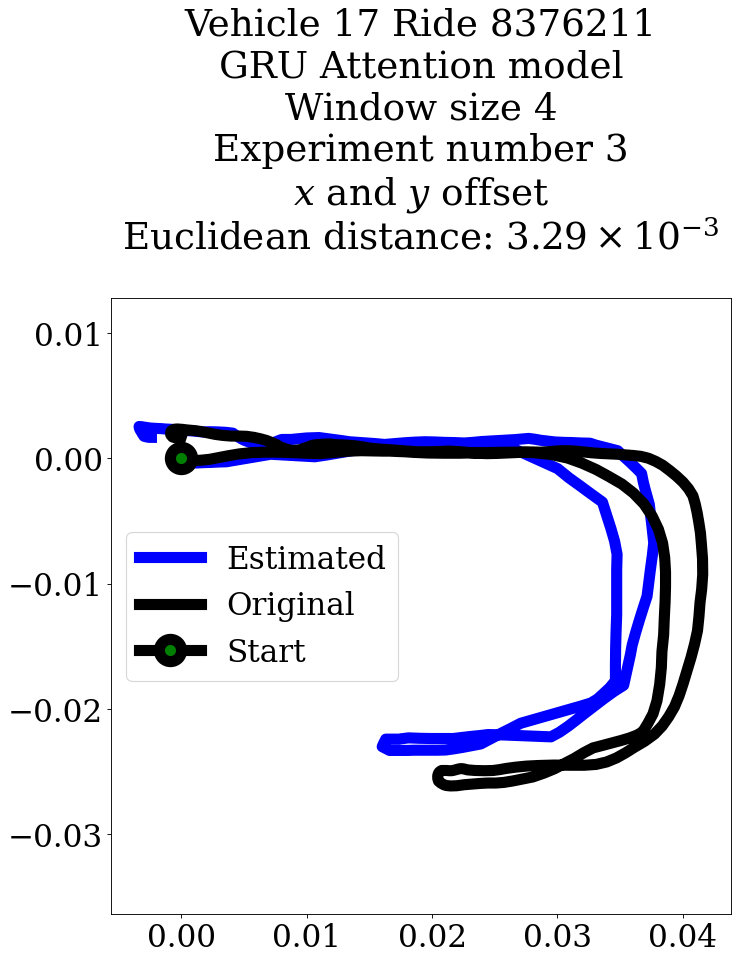 Vehicle 17 Ride 8376211
GRU Attention model
Window size 4
Experiment number 3
x and y offset
Euclidean distance: 3.29 × 10⁻³
0.01
0.00
−0.01
−0.02
−0.03
Estimated
Original
Start
0.00 0.01 0.02 0.03 0.04